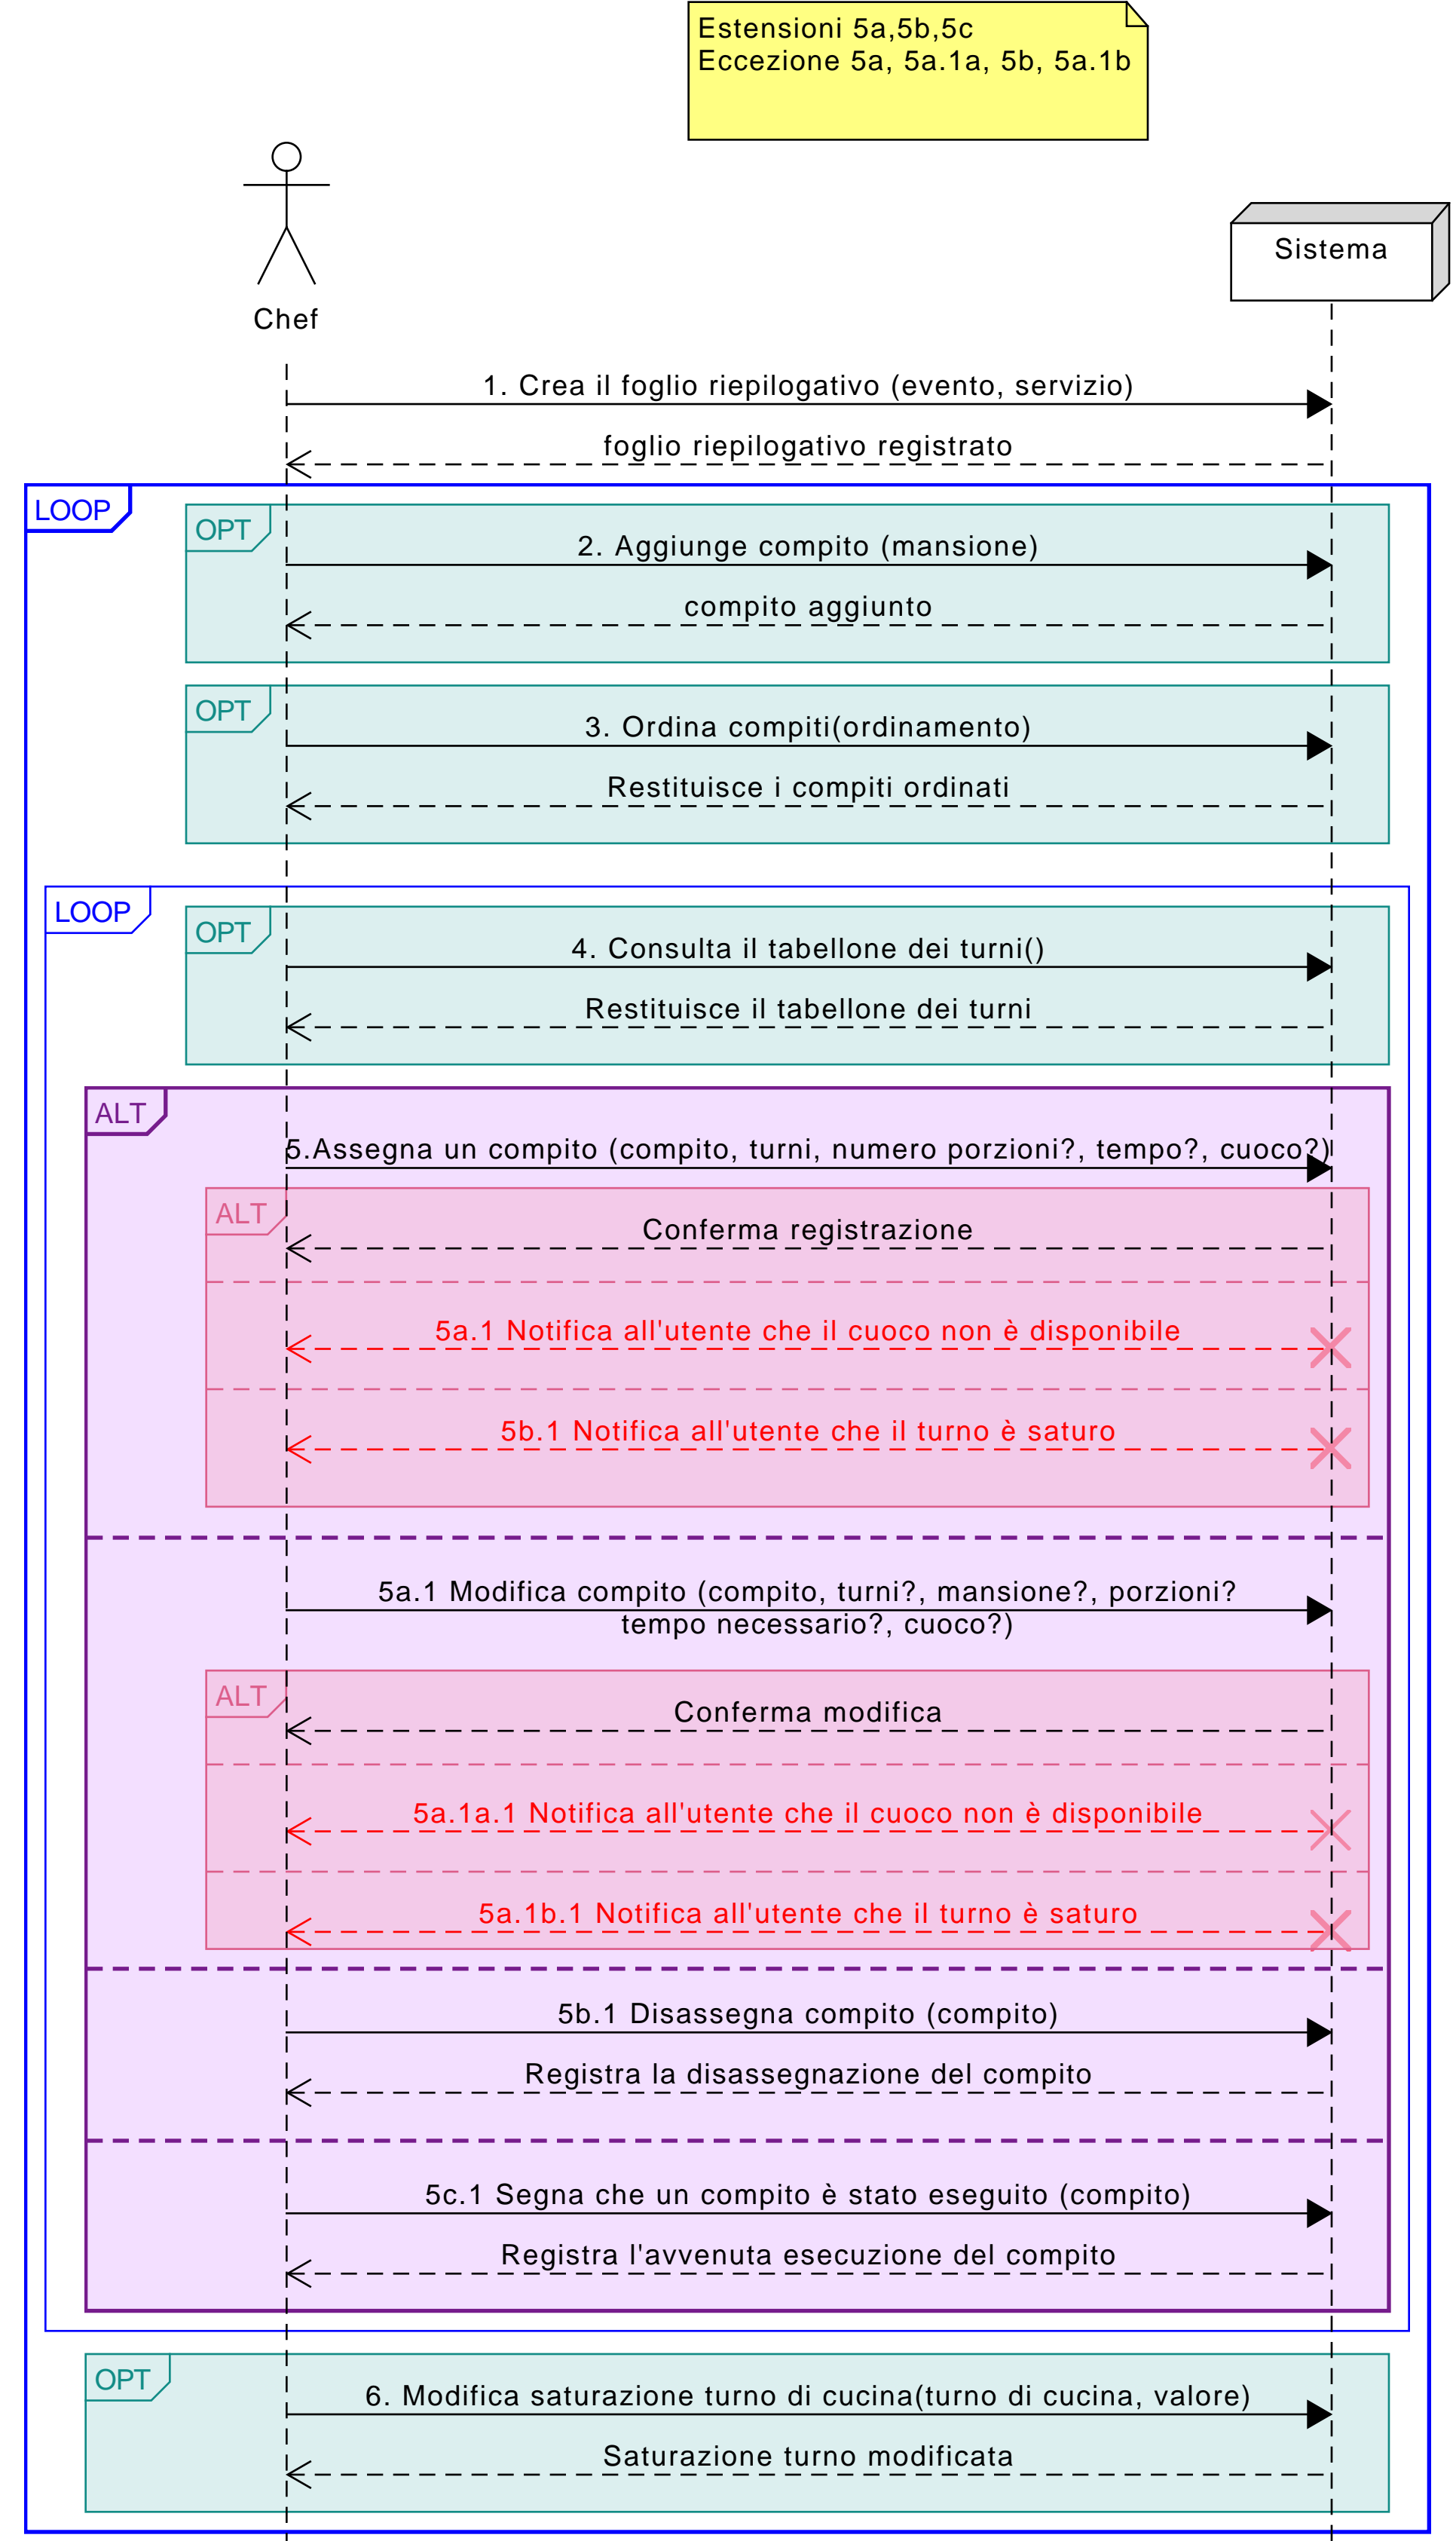 Estensioni 5a,5b,5c
Eccezione 5a, 5a.1a, 5b, 5a.1b
Sistema
Chef
1. Crea il foglio riepilogativo (evento, servizio)
foglio riepilogativo registrato
LOOP
OPT
2. Aggiunge compito (mansione)
compito aggiunto
OPT
3. Ordina compiti(ordinamento)
Restituisce i compiti ordinati
LOOP
OPT
4. Consulta il tabellone dei turni()
Restituisce il tabellone dei turni
ALT
5.Assegna un compito (compito, turni, numero porzioni?, tempo?, cuoco?)
ALT
Conferma registrazione
5a.1 Notifica all'utente che il cuoco non è disponibile
5b.1 Notifica all'utente che il turno è saturo
5a.1 Modifica compito (compito, turni?, mansione?, porzioni?
tempo necessario?, cuoco?)
ALT
Conferma modifica
5a.1a.1 Notifica all'utente che il cuoco non è disponibile
5a.1b.1 Notifica all'utente che il turno è saturo
5b.1 Disassegna compito (compito)
Registra la disassegnazione del compito
5c.1 Segna che un compito è stato eseguito (compito)
Registra l'avvenuta esecuzione del compito
OPT
6. Modifica saturazione turno di cucina(turno di cucina, valore)
Saturazione turno modificata